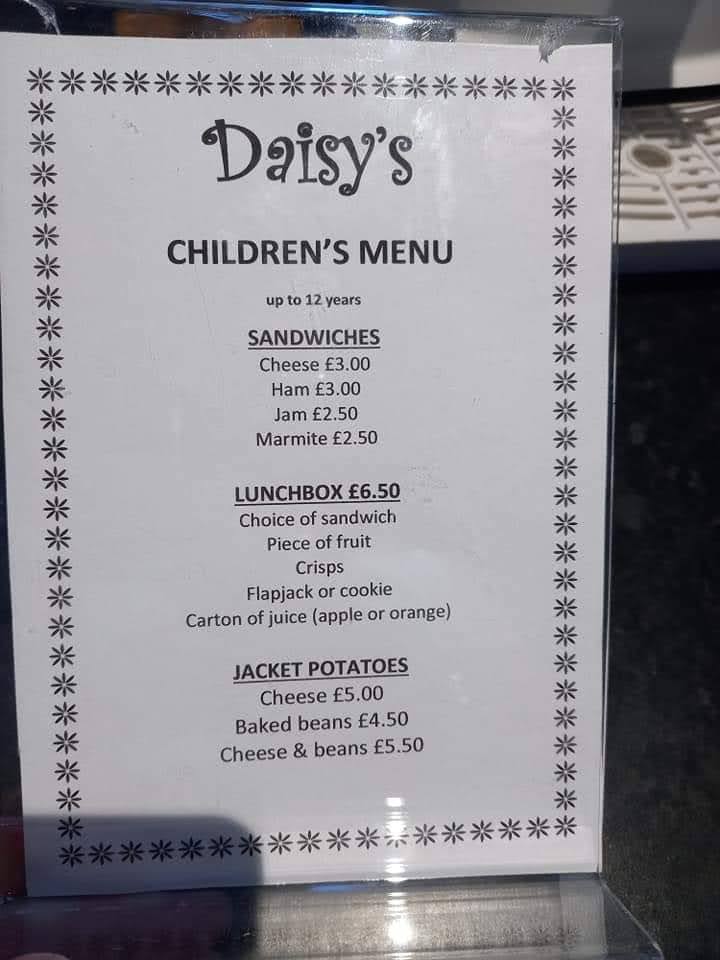 Daisy's
CHILDREN'S MENU
up to 12 years
SANDWICHES
Cheese £3.00
Ham £3.00
Jam £2.50
Marmite £2.50
LUNCHBOX £6.50
Choice of sandwich
Piece of fruit
Crisps
Flapjack or cookie
Carton of juice (apple or orange)
JACKET POTATOES
Cheese £5.00
Baked beans £4.50
Cheese & beans £5.50